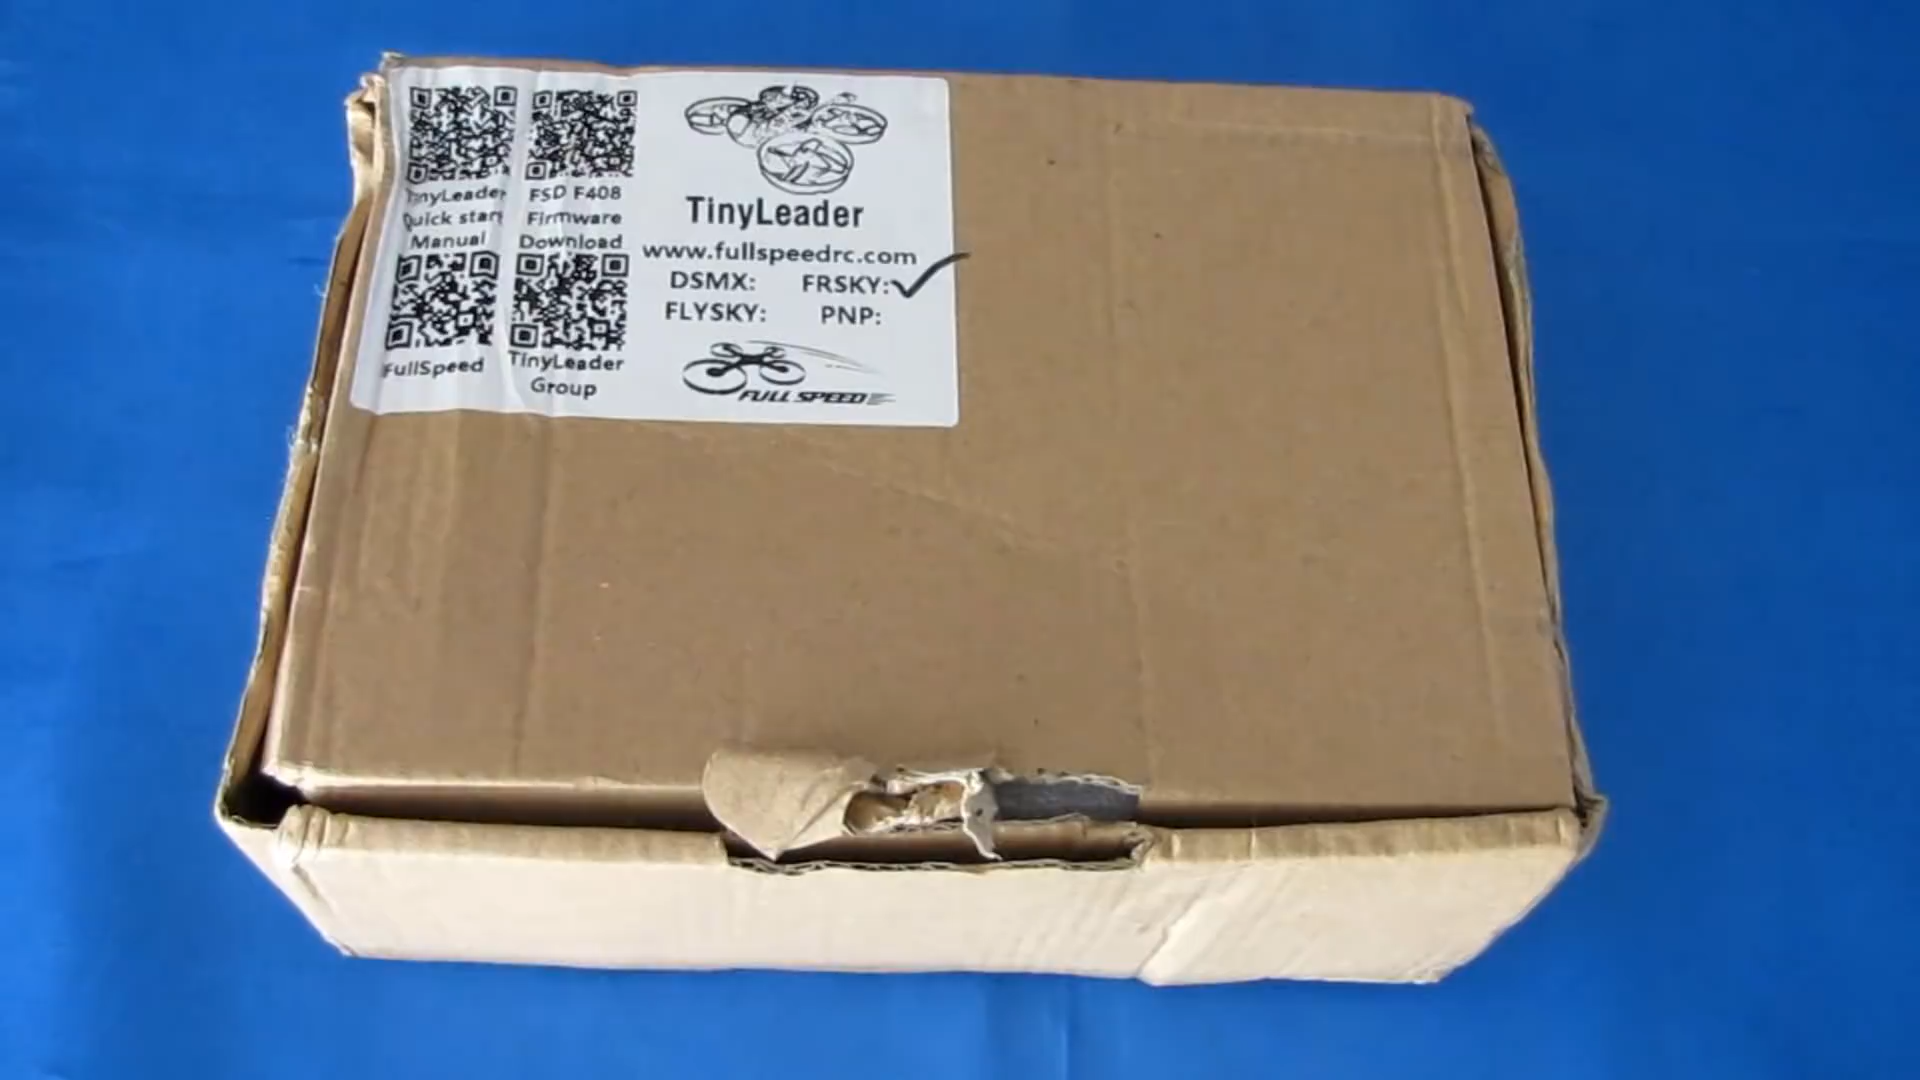 TinyLeader
Quick start
Manual
FSD F408
Firmware
Download
FullSpeed
TinyLeader
Group
TinyLeader
www.fullspeedrc.com
DSMX: FRSKY:✓
FLYSKY: PNP:
FULL SPEED